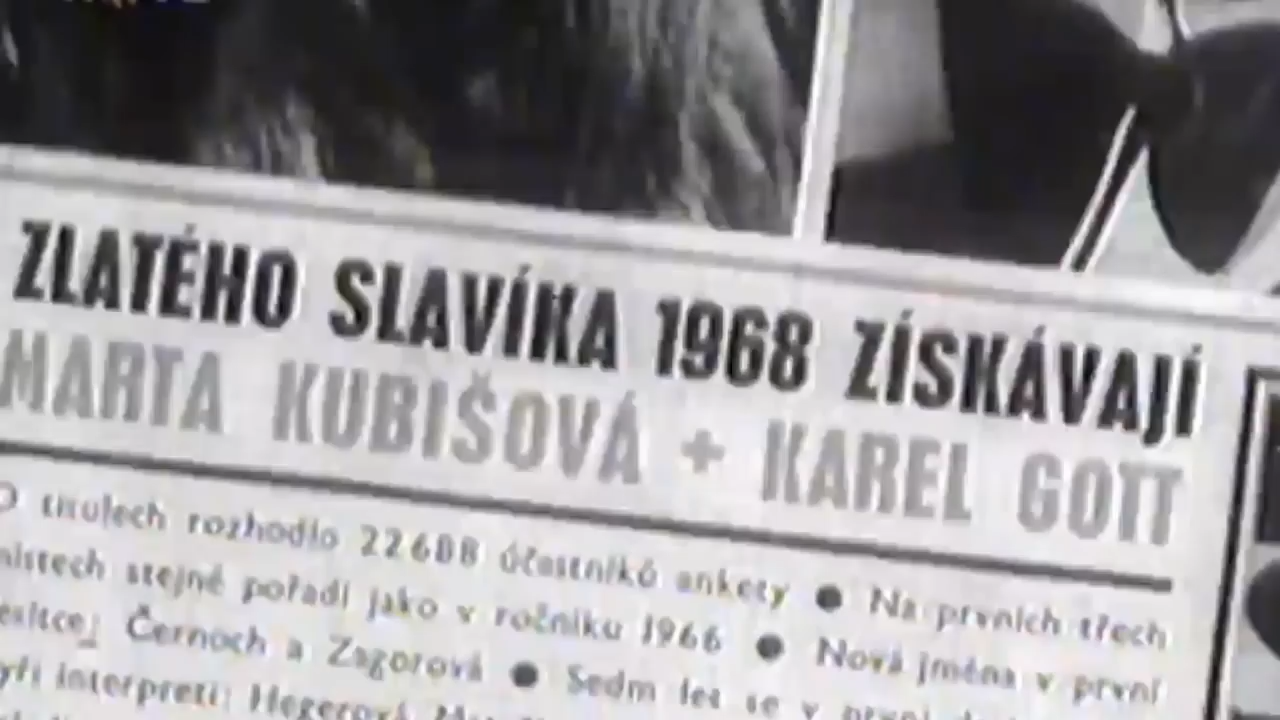 ZLATÉHO SLAVÍKA 1968 ZÍSKÁVAJÍ
MARTA KUBIŠOVÁ + KAREL GOTT
O titulech rozhodlo 22688 účastníků ankety ● Na prvních třech
místech stejné pořadí jako v ročníku 1966 ● Nová jména v první
desítce: Černoch a Zagorová ● Sedm let se v první
čtyři interpreti: Hegerová,